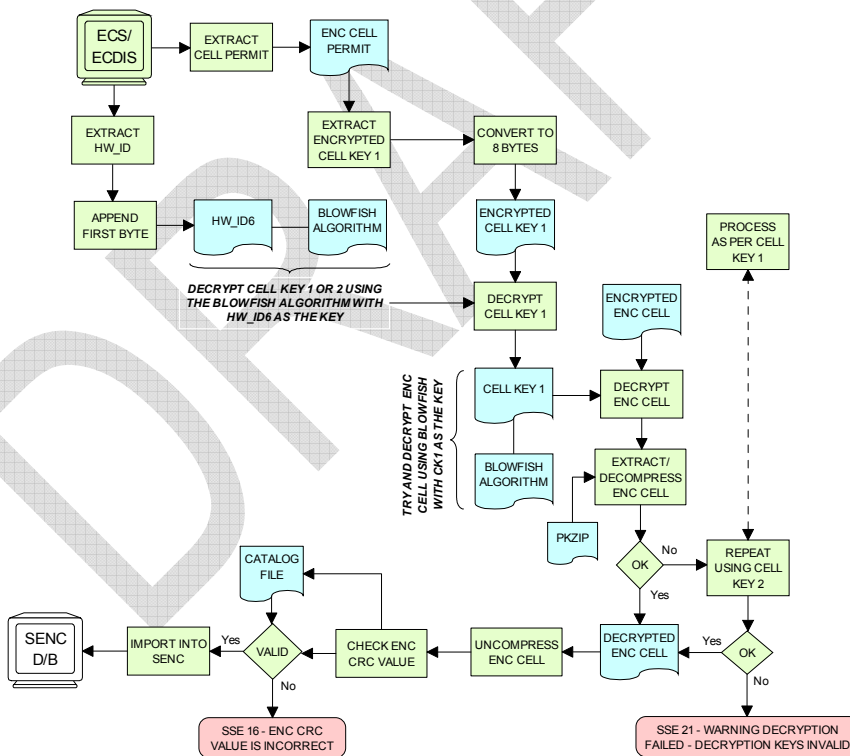 ECS/
ECDIS
EXTRACT
CELL PERMIT
ENC CELL
PERMIT
EXTRACT
HW_ID
EXTRACT
ENCRYPTED
CELL KEY 1
CONVERT TO
8 BYTES
APPEND
FIRST BYTE
HW_ID6
BLOWFISH
ALGORITHM
ENCRYPTED
CELL KEY 1
PROCESS
AS PER CELL
KEY 1
DECRYPT CELL KEY 1 OR 2 USING
THE BLOWFISH ALGORITHM WITH
HW_ID6 AS THE KEY
DECRYPT
CELL KEY 1
ENCRYPTED
ENC CELL
TRY AND DECRYPT ENC
CELL USING BLOWFISH
WITH CK1 AS THE KEY
CELL KEY 1
DECRYPT
ENC CELL
BLOWFISH
ALGORITHM
EXTRACT/
DECOMPRESS
ENC CELL
PKZIP
OK
No
Yes
REPEAT
USING CELL
KEY 2
CATALOG
FILE
SENC
D/B
IMPORT INTO
SENC
Yes
VALID
No
CHECK ENC
CRC VALUE
UNCOMPRESS
ENC CELL
DECRYPTED
ENC CELL
Yes
OK
No
SSE 16 - ENC CRC
VALUE IS INCORRECT
SSE 21 - WARNING DECRYPTION
FAILED - DECRYPTION KEYS INVALID
DRAF